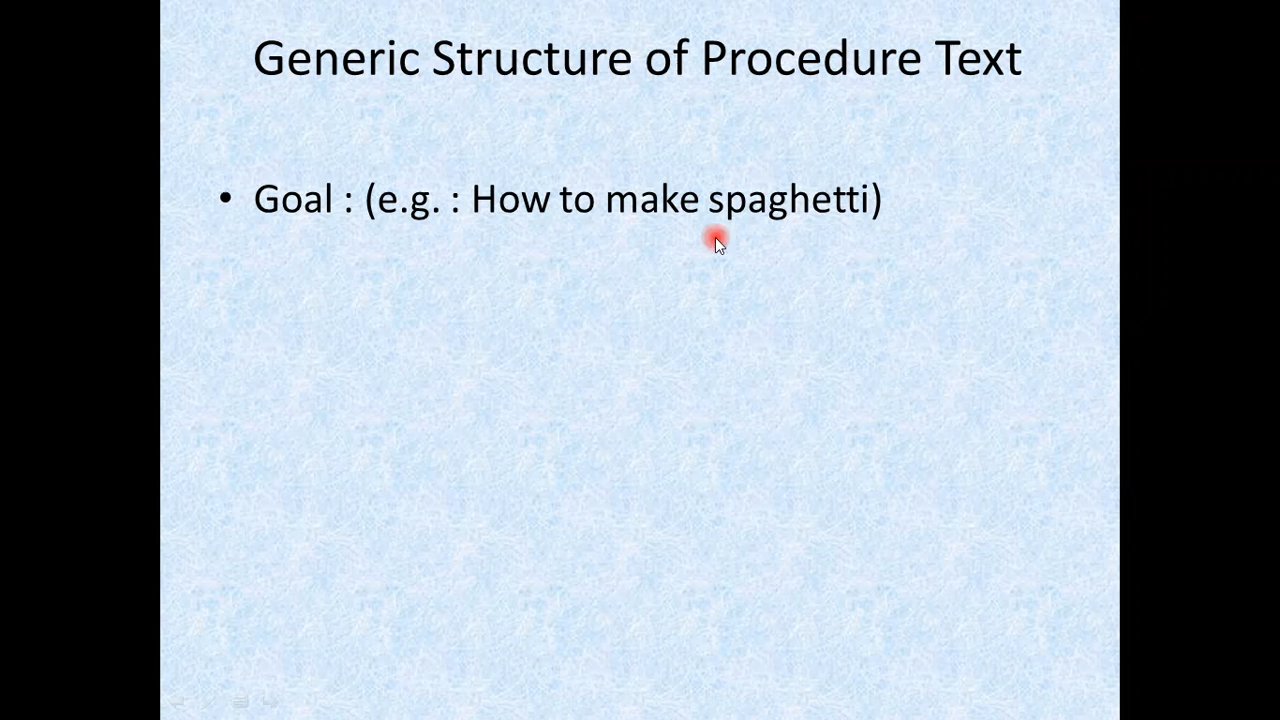 Generic Structure of Procedure Text
• Goal : (e.g. : How to make spaghetti)